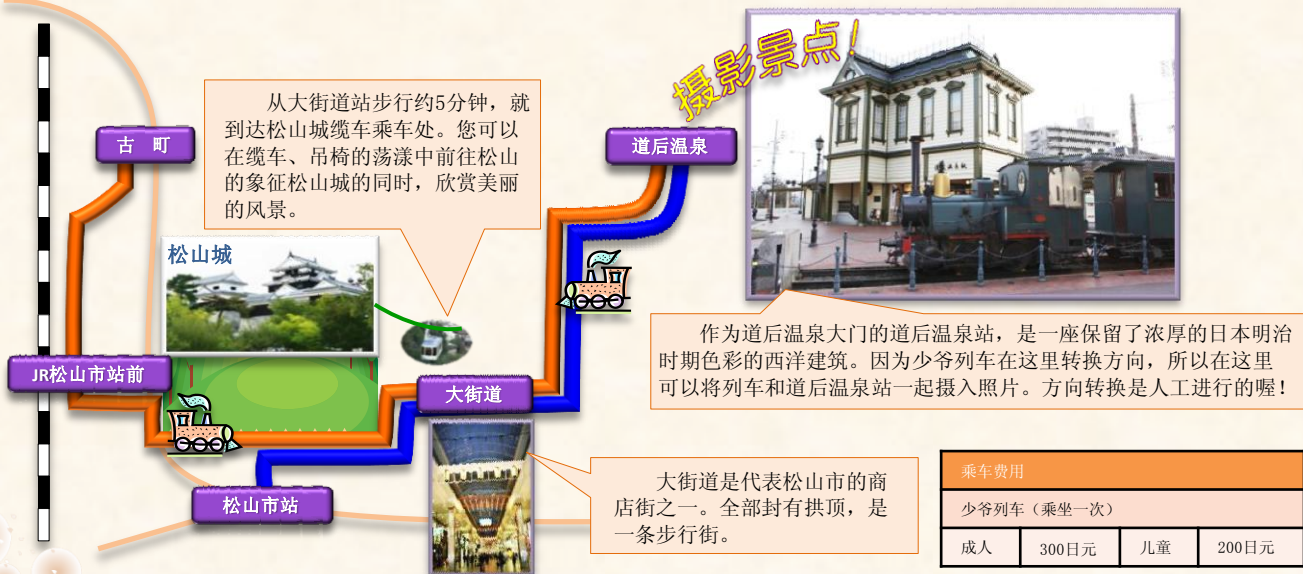 摄影景点!
从大街道站步行约5分钟，就
到达松山城缆车乘车处。您可以
在缆车、吊椅的荡漾中前往松山
的象征松山城的同时，欣赏美丽
的风景。
古 町
道后温泉
松山城
JR松山市站前
大街道
松山市站
作为道后温泉大门的道后温泉站，是一座保留了浓厚的日本明治
时期色彩的西洋建筑。因为少爷列车在这里转换方向，所以在这里
可以将列车和道后温泉站一起摄入照片。方向转换是人工进行的喔！
大街道是代表松山市的商
店街之一。全部封有拱顶，是
一条步行街。
乘车费用
少爷列车（乘坐一次）
成人 300日元 儿童 200日元